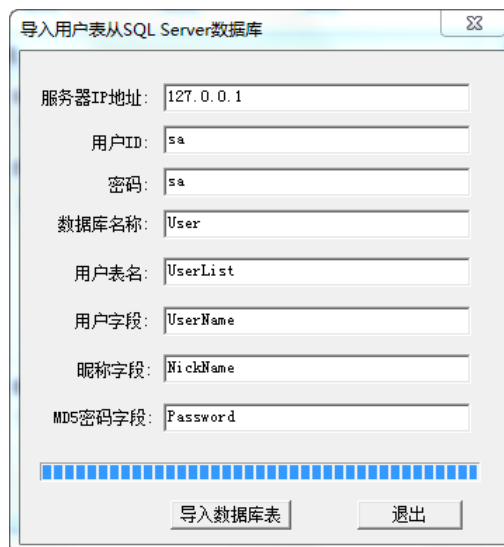 导入用户表从SQL Server数据库
服务器IP地址: 127.0.0.1
用户ID: sa
密码: sa
数据库名称: User
用户表名: UserList
用户字段: UserName
昵称字段: NickName
MD5密码字段: Password
导入数据库表 退出